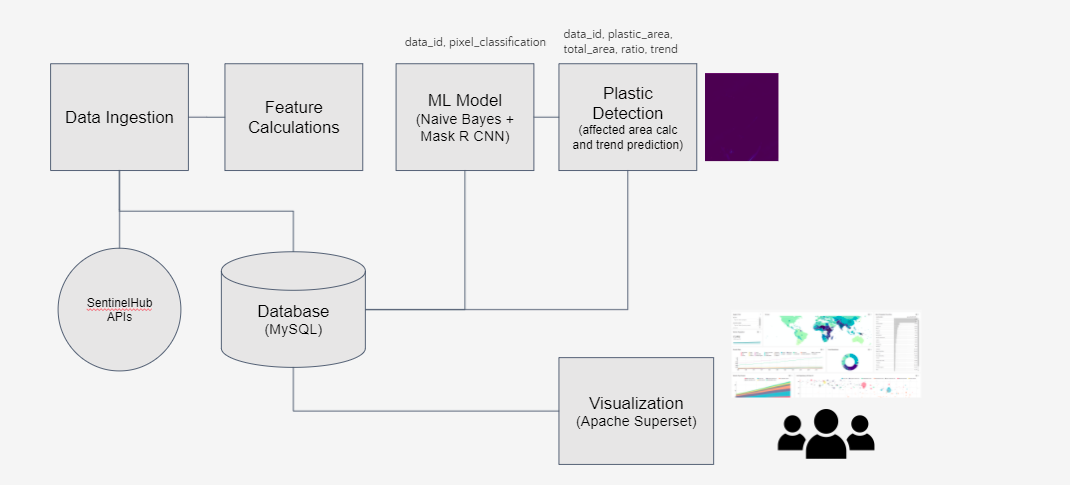 data_id, pixel_classification
data_id, plastic_area,
total_area, ratio, trend
Data Ingestion
Feature
Calculations
ML Model
(Naive Bayes +
Mask R CNN)
Plastic
Detection
(affected area calc
and trend prediction)
SentinelHub
APIs
Database
(MySQL)
Visualization
(Apache Superset)